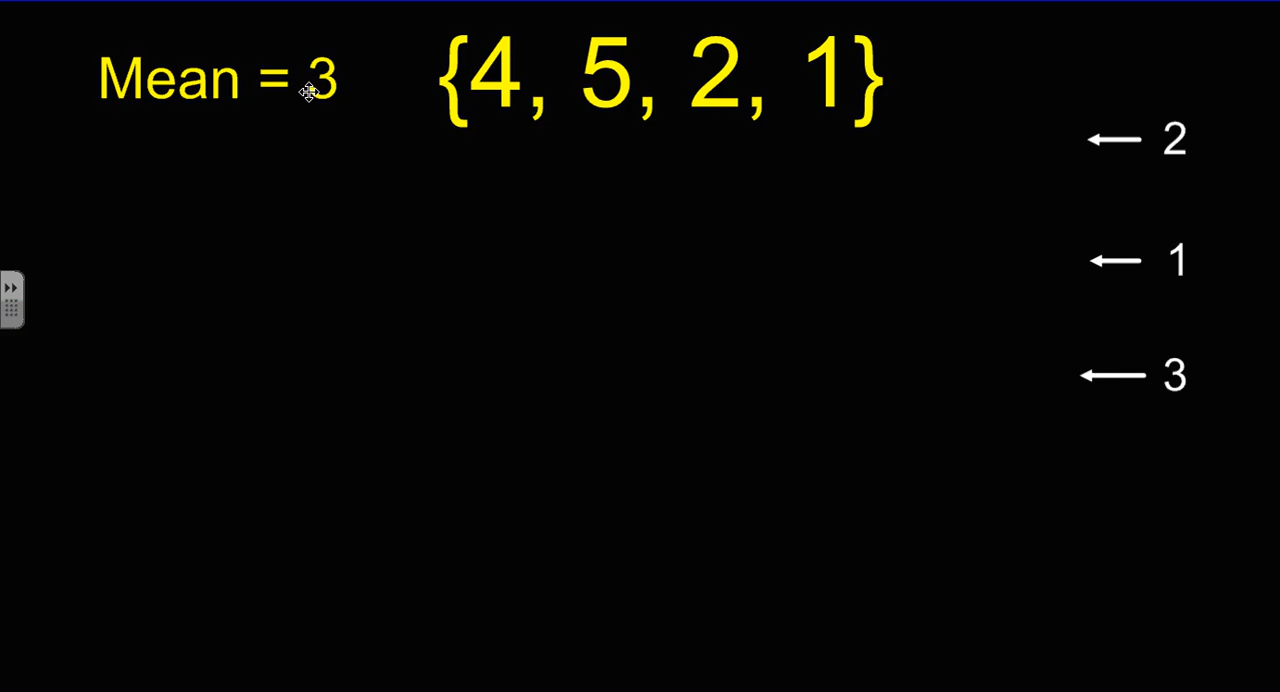 Mean = 3 {4, 5, 2, 1}
← 2
← 1
← 3